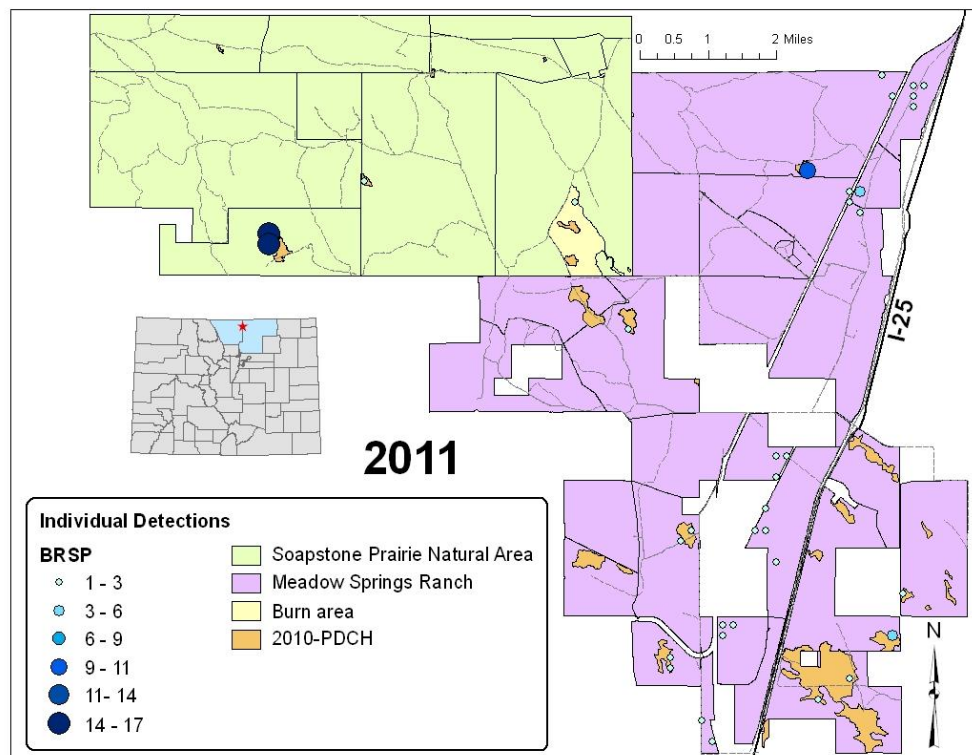 0 0.5 1 2 Miles
I-25
2011
Individual Detections
BRSP
1 - 3
3 - 6
6 - 9
9 - 11
11- 14
14 - 17
Soapstone Prairie Natural Area
Meadow Springs Ranch
Burn area
2010-PDCH
N